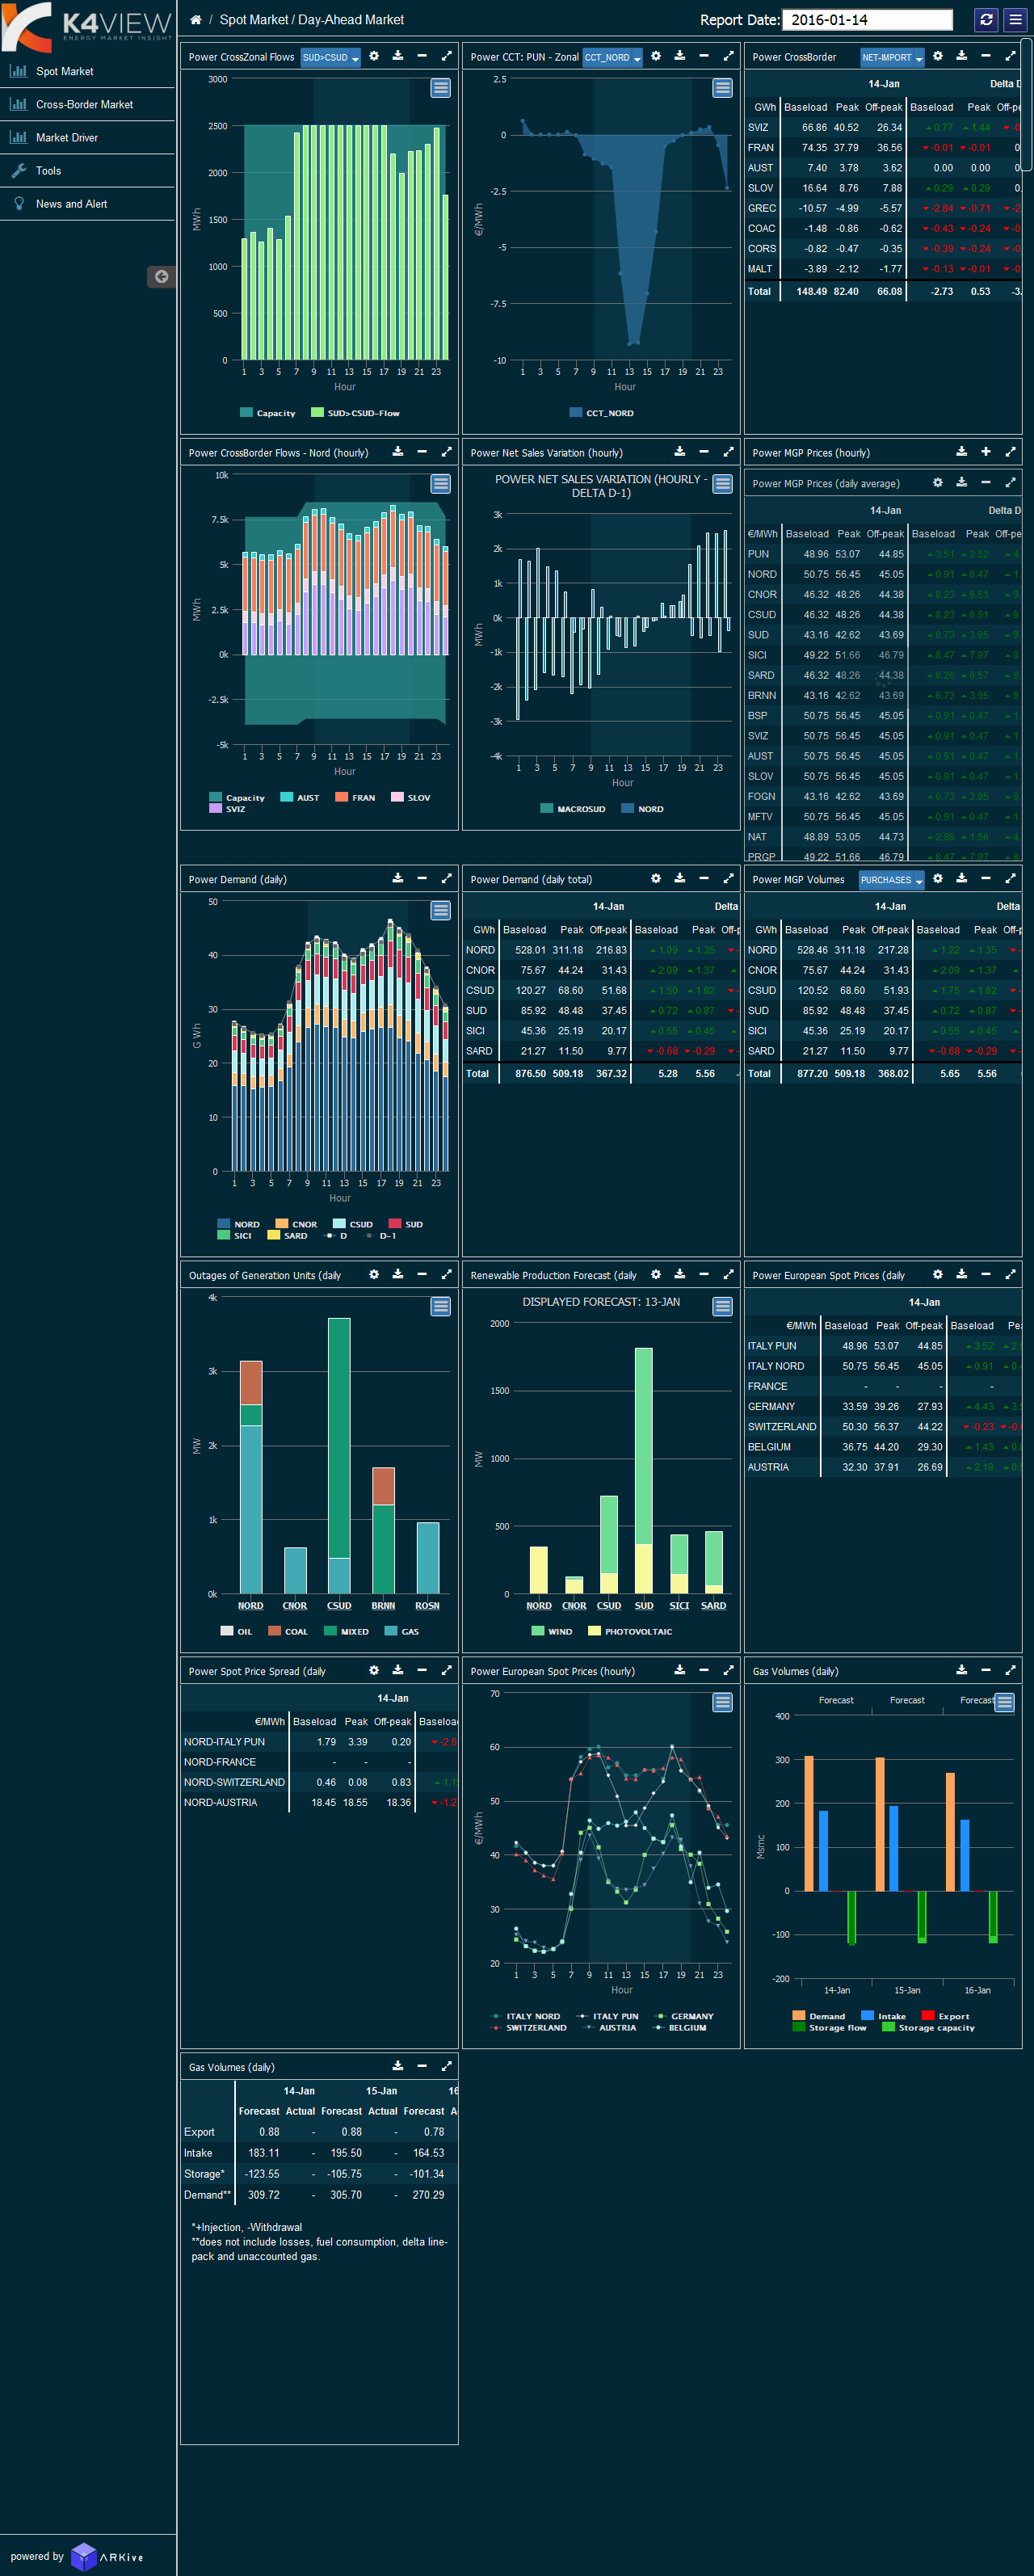 K4VIEW
ENERGY MARKET INSIGHT
/ Spot Market / Day-Ahead Market
Report Date: 2016-01-14
Spot Market
Cross-Border Market
Market Driver
Tools
News and Alert
Power CrossZonal Flows SUD>CSUD
3000
2500
2000
1500
1000
500
0
MWh
1 3 5 7 9 11 13 15 17 19 21 23
Hour
Capacity SUD>CSUD-Flow
Power CCT: PUN - Zonal CCT_NORD
2.5
0
-2.5
-5
-7.5
-10
€/MWh
1 3 5 7 9 11 13 15 17 19 21 23
Hour
CCT_NORD
Power CrossBorder NET-IMPORT
14-Jan Delta D
GWh Baseload Peak Off-peak Baseload Peak Off-p
SVIZ 66.86 40.52 26.34 0.77 1.44
FRAN 74.35 37.79 36.56 -0.01 -0.01
AUST 7.40 3.78 3.62 0.00 0.00
SLOV 16.64 8.76 7.88 0.29 0.29
GREC -10.57 -4.99 -5.57 -2.84 -0.71
COAC -1.48 -0.86 -0.62 -0.43 -0.24
CORS -0.82 -0.47 -0.35 -0.39 -0.24
MALT -3.89 -2.12 -1.77 -0.13 -0.01
Total 148.49 82.40 66.08 -2.73 0.53 -3.
Power CrossBorder Flows - Nord (hourly)
10k
7.5k
5k
2.5k
0k
-2.5k
-5k
MWh
1 3 5 7 9 11 13 15 17 19 21 23
Hour
Capacity AUST FRAN SLOV
SVIZ
Power Net Sales Variation (hourly)
POWER NET SALES VARIATION (HOURLY -
DELTA D-1)
3k
2k
1k
0k
-1k
-2k
-3k
-4k
MWh
1 3 5 7 9 11 13 15 17 19 21 23
Hour
MACROSUD NORD
Power MGP Prices (hourly)
Power MGP Prices (daily average)
14-Jan Delta D
€/MWh Baseload Peak Off-peak Baseload Peak Off-pe
PUN 48.96 53.07 44.85 3.51 2.52
NORD 50.75 56.45 45.05 0.91 0.47
CNOR 46.32 48.26 44.38 8.23 6.51
CSUD 46.32 48.26 44.38 8.23 6.51
SUD 43.16 42.62 43.69 6.73 3.95
SICI 49.22 51.66 46.79 8.47 7.97
SARD 46.32 48.26 44.38 8.26 6.57
BRNN 43.16 42.62 43.69 6.73 3.95
BSP 50.75 56.45 45.05 0.91 0.47
SVIZ 50.75 56.45 45.05 0.91 0.47
AUST 50.75 56.45 45.05 0.91 0.47
SLOV 50.75 56.45 45.05 0.91 0.47
FOGN 43.16 42.62 43.69 6.73 3.95
MFTV 50.75 56.45 45.05 0.91 0.47
NAT 48.89 53.05 44.73 2.98 1.56
PRGP 49.22 51.66 46.79 8.47 7.97
Power Demand (daily)
50
40
30
20
10
0
G Wh
1 3 5 7 9 11 13 15 17 19 21 23
Hour
NORD CNOR CSUD SUD
SICI SARD D D-1
Power Demand (daily total)
14-Jan Delta
GWh Baseload Peak Off-peak Baseload Peak Off-p
NORD 528.01 311.18 216.83 1.09 1.35
CNOR 75.67 44.24 31.43 2.09 1.37
CSUD 120.27 68.60 51.68 1.50 1.82
SUD 85.92 48.48 37.45 0.72 0.87
SICI 45.36 25.19 20.17 0.55 0.45
SARD 21.27 11.50 9.77 -0.68 -0.29
Total 876.50 509.18 367.32 5.28 5.56
Power MGP Volumes PURCHASES
14-Jan Delta
GWh Baseload Peak Off-peak Baseload Peak Off-p
NORD 528.46 311.18 217.28 1.22 1.35
CNOR 75.67 44.24 31.43 2.09 1.37
CSUD 120.52 68.60 51.93 1.75 1.82
SUD 85.92 48.48 37.45 0.72 0.87
SICI 45.36 25.19 20.17 0.55 0.45
SARD 21.27 11.50 9.77 -0.68 -0.29
Total 877.20 509.18 368.02 5.65 5.56
Outages of Generation Units (daily
4k
3k
2k
1k
0k
MW
NORD CNOR CSUD BRNN ROSN
OIL COAL MIXED GAS
Renewable Production Forecast (daily
DISPLAYED FORECAST: 13-JAN
2000
1500
1000
500
0
MW
NORD CNOR CSUD SUD SICI SARD
WIND PHOTOVOLTAIC
Power European Spot Prices (daily
14-Jan
€/MWh Baseload Peak Off-peak Baseload Pea
ITALY PUN 48.96 53.07 44.85 3.52
ITALY NORD 50.75 56.45 45.05 0.91
FRANCE - - - -
GERMANY 33.59 39.26 27.93 4.43
SWITZERLAND 50.30 56.37 44.22 -0.23
BELGIUM 36.75 44.20 29.30 1.43
AUSTRIA 32.30 37.91 26.69 2.18
Power Spot Price Spread (daily
14-Jan
€/MWh Baseload Peak Off-peak Baseload
NORD-ITALY PUN 1.79 3.39 0.20 -2.6
NORD-FRANCE - - -
NORD-SWITZERLAND 0.46 0.08 0.83 1.1
NORD-AUSTRIA 18.45 18.55 18.36 -1.2
Power European Spot Prices (hourly)
70
60
50
40
30
20
€/MWh
1 3 5 7 9 11 13 15 17 19 21 23
Hour
ITALY NORD ITALY PUN GERMANY
SWITZERLAND AUSTRIA BELGIUM
Gas Volumes (daily)
Forecast Forecast Forecast
400
300
200
100
0
-100
-200
Msmc
14-Jan 15-Jan 16-Jan
Demand Intake Export
Storage flow Storage capacity
Gas Volumes (daily)
14-Jan 15-Jan 16
Forecast Actual Forecast Actual Forecast A
Export 0.88 - 0.88 - 0.78
Intake 183.11 - 195.50 - 164.53
Storage* -123.55 - -105.75 - -101.34
Demand** 309.72 - 305.70 - 270.29
*+Injection, -Withdrawal
**does not include losses, fuel consumption, delta line-
pack and unaccounted gas.
powered by ARKive